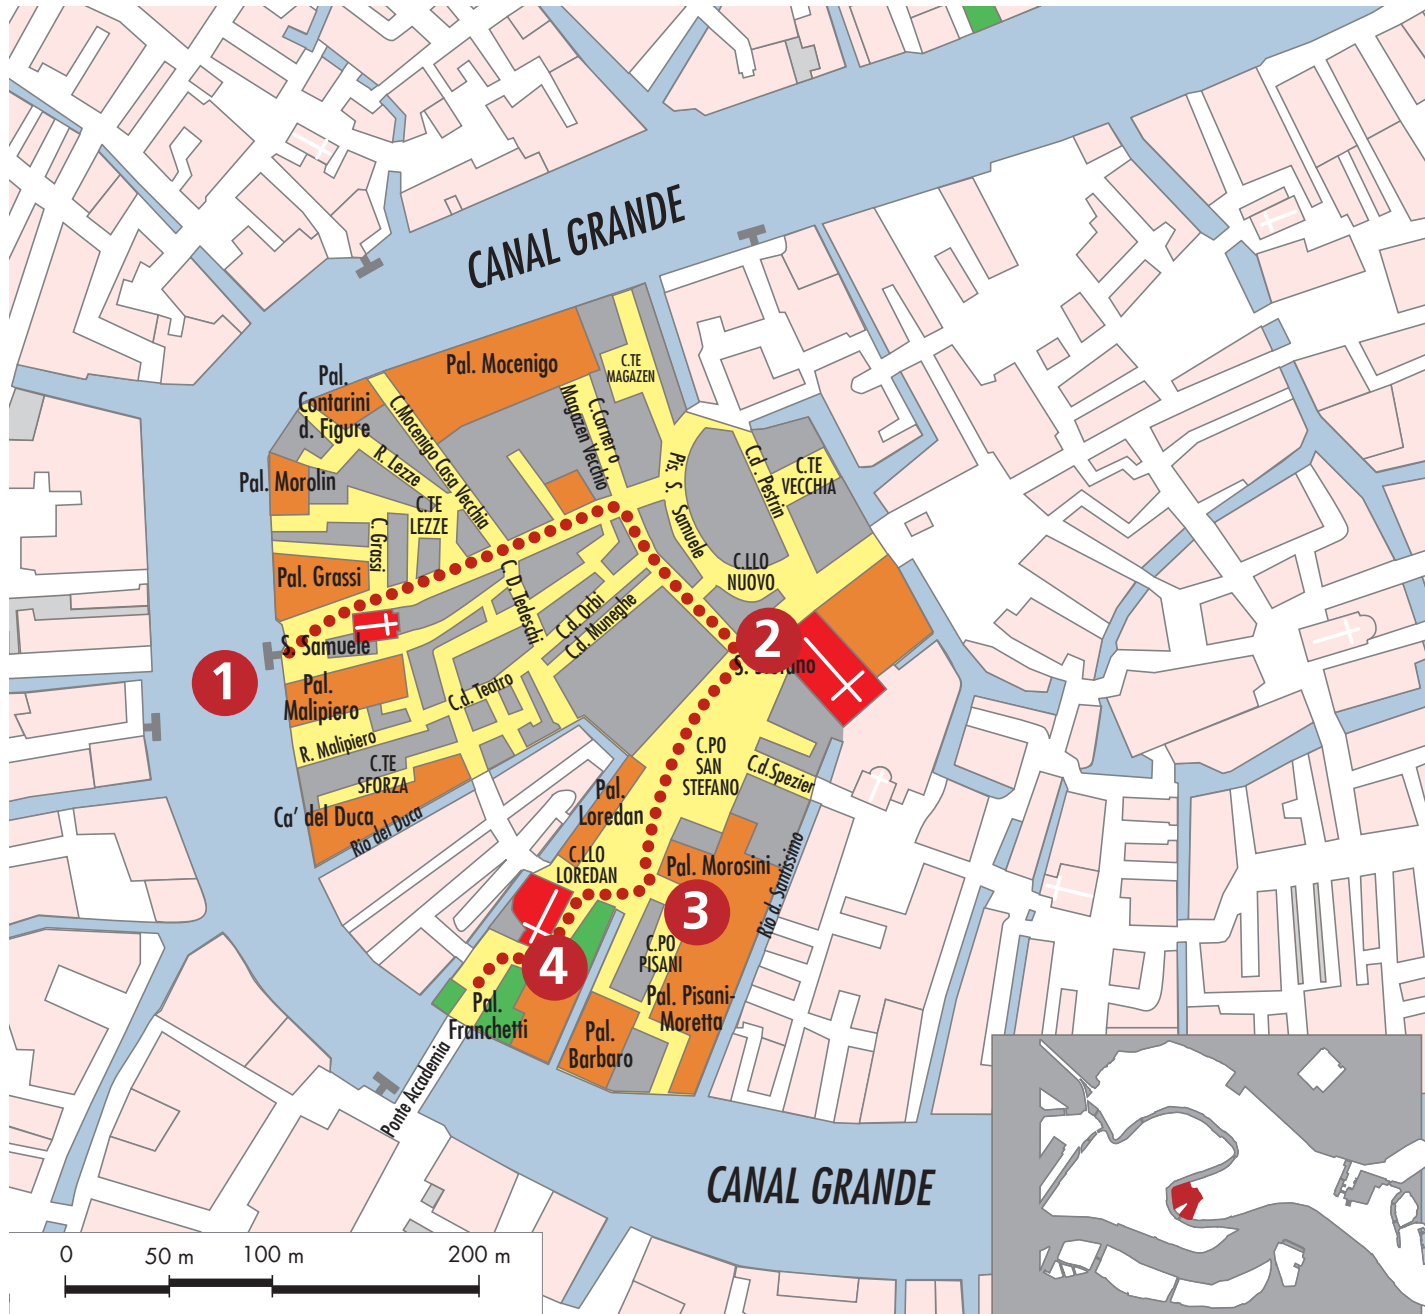 CANAL GRANDE
Pal. Mocenigo
C.TE
MAGAZEN
Pal.
Contarini
d. Figure
C.Mocenigo Casa Vecchia
C.Corner o
Magazen Vecchio
R. Lezze
Pal. Morolin
C.TE
LEZZE
C. Grassi
Pis. S. Samuele
C.d. Pestrin
C.TE
VECCHIA
Pal. Grassi
C. D. Tedeschi
C.d. Orbi
C.d. Muneghe
C.LLO
NUOVO
S. Samuele
1
2
Pal.
Malipiero
C.d. Teatro
R. Malipiero
C.TE
SFORZA
Ca' del Duca
Rio del Duca
C.PO
SAN
STEFANO
C.d.Spezier
Pal.
Loredan
C.LLO
LOREDAN
Pal. Morosini
3
Rio d. Santissimo
C.PO
PISANI
4
Pal. Pisani-
Moretta
Pal.
Franchetti
Pal.
Barbaro
Ponte Accademia
CANAL GRANDE
0 50 m 100 m 200 m